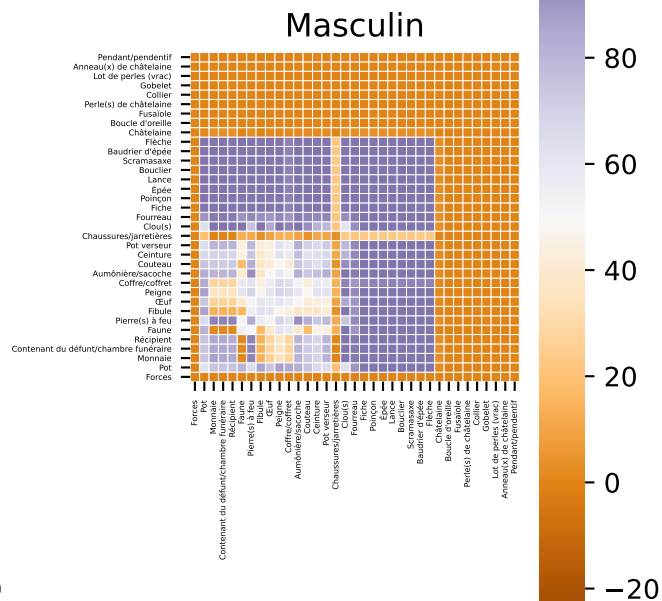 Masculin
Pendant/pendentif
Anneau(x) de châtelaine
Lot de perles (vrac)
Gobelet
Collier
Perle(s) de châtelaine
Fusaïole
Boucle d'oreille
Châtelaine
Flèche
Baudrier d'épée
Scramasaxe
Bouclier
Lance
Épée
Poinçon
Fiche
Fourreau
Clou(s)
Chaussures/jarretières
Pot verseur
Ceinture
Couteau
Aumônière/sacoche
Coffre/coffret
Peigne
Œuf
Fibule
Pierre(s) à feu
Faune
Récipient
Contenant du défunt/chambre funéraire
Monnaie
Pot
Forces
Forces
Pot
Monnaie
Contenant du défunt/chambre funéraire
Récipient
Faune
Pierre(s) à feu
Fibule
Œuf
Peigne
Coffre/coffret
Aumônière/sacoche
Couteau
Ceinture
Pot verseur
Chaussures/jarretières
Clou(s)
Fourreau
Fiche
Poinçon
Épée
Lance
Bouclier
Scramasaxe
Baudrier d'épée
Flèche
Châtelaine
Boucle d'oreille
Fusaïole
Perle(s) de châtelaine
Collier
Gobelet
Lot de perles (vrac)
Anneau(x) de châtelaine
Pendant/pendentif
80
60
40
20
0
−20